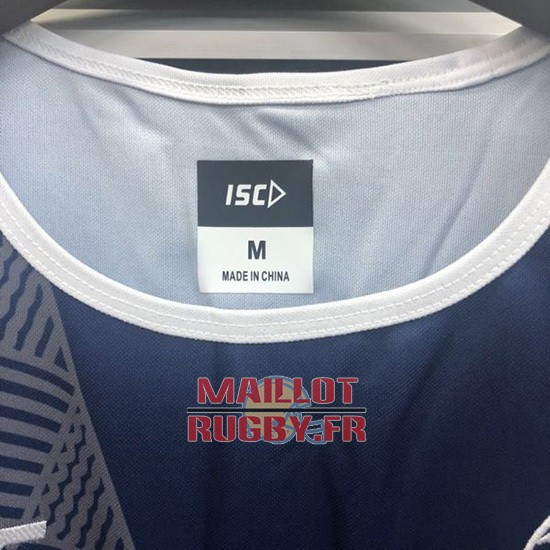 ISC
M
MADE IN CHINA
MAILLOT
RUGBY.FR